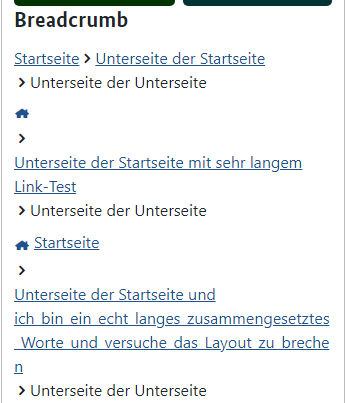 Breadcrumb
Startseite > Unterseite der Startseite
> Unterseite der Unterseite
>
Unterseite der Startseite mit sehr langem
Link-Test
> Unterseite der Unterseite
Startseite
>
Unterseite der Startseite und
ich bin ein echt langes zusammengesetztes
Worte und versuche das Layout zu breche
n
> Unterseite der Unterseite